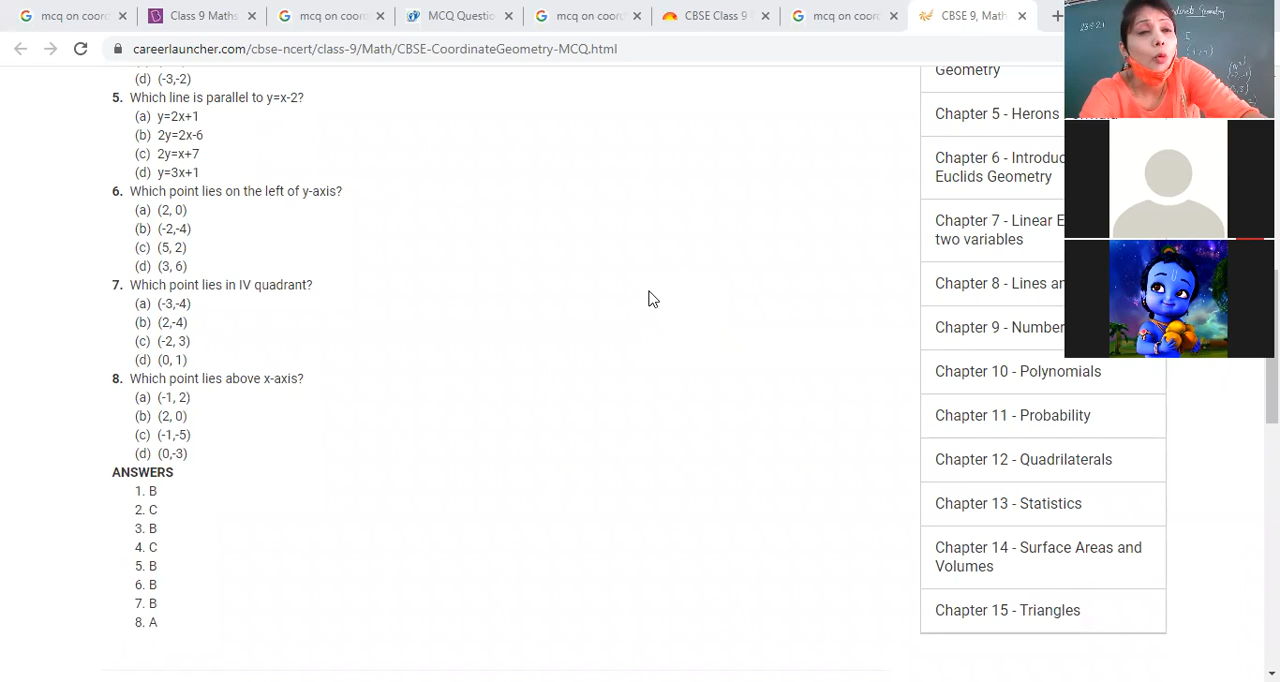 mcq on coord
Class 9 Maths
mcq on coord
MCQ Questio
mcq on coord
CBSE Class 9
mcq on coord
CBSE 9, Math
careerlauncher.com/cbse-ncert/class-9/Math/CBSE-CoordinateGeometry-MCQ.html
(d) (-3,-2)
5. Which line is parallel to y=x-2?
(a) y=2x+1
(b) 2y=2x-6
(c) 2y=x+7
(d) y=3x+1
6. Which point lies on the left of y-axis?
(a) (2, 0)
(b) (-2,-4)
(c) (5, 2)
(d) (3, 6)
7. Which point lies in IV quadrant?
(a) (-3,-4)
(b) (2,-4)
(c) (-2, 3)
(d) (0, 1)
8. Which point lies above x-axis?
(a) (-1, 2)
(b) (2, 0)
(c) (-1,-5)
(d) (0,-3)
ANSWERS
1. B
2. C
3. B
4. C
5. B
6. B
7. B
8. A
Geometry
Chapter 5 - Herons
Chapter 6 - Introduc
Euclids Geometry
Chapter 7 - Linear E
two variables
Chapter 8 - Lines an
Chapter 9 - Number
Chapter 10 - Polynomials
Chapter 11 - Probability
Chapter 12 - Quadrilaterals
Chapter 13 - Statistics
Chapter 14 - Surface Areas and
Volumes
Chapter 15 - Triangles
Geometry